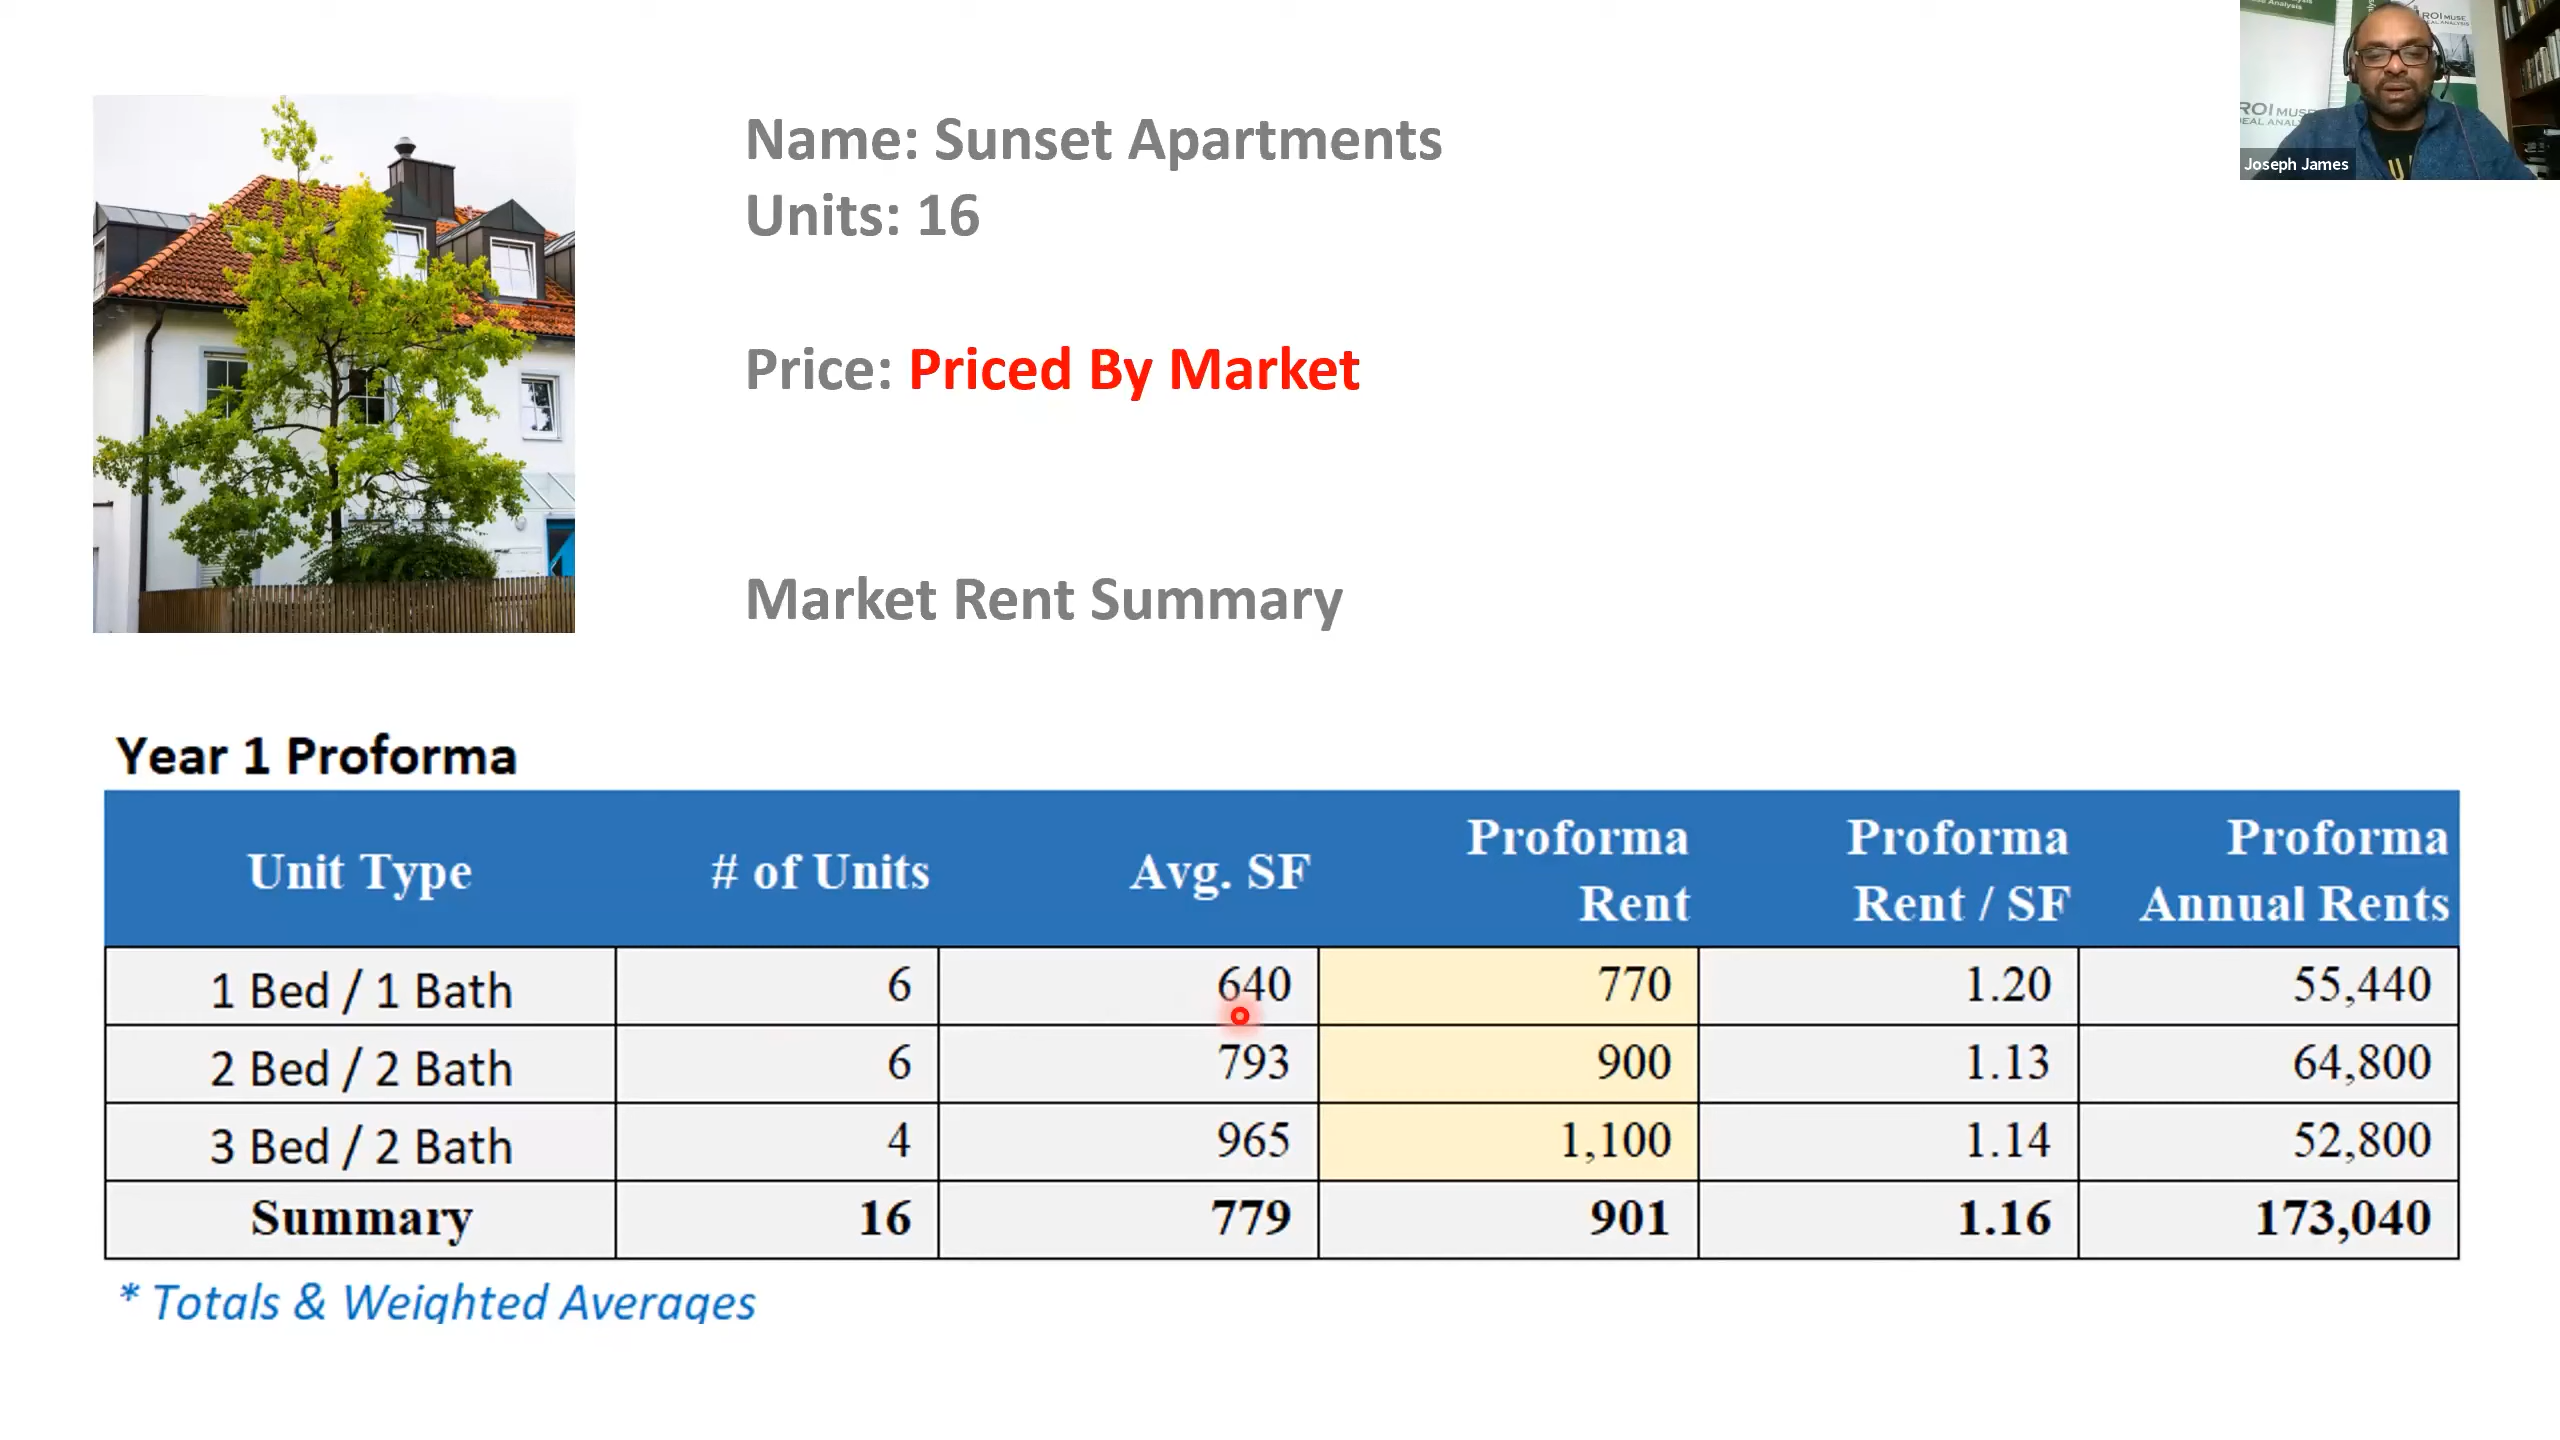 Name: Sunset Apartments
Units: 16
Price: Priced By Market
Market Rent Summary
ROI MUSE
Joseph James
Year 1 Proforma
Unit Type # of Units Avg. SF Proforma Rent Proforma Rent / SF Proforma Annual Rents
1 Bed / 1 Bath 6 640 770 1.20 55,440
2 Bed / 2 Bath 6 793 900 1.13 64,800
3 Bed / 2 Bath 4 965 1,100 1.14 52,800
Summary 16 779 901 1.16 173,040
* Totals & Weighted Averages